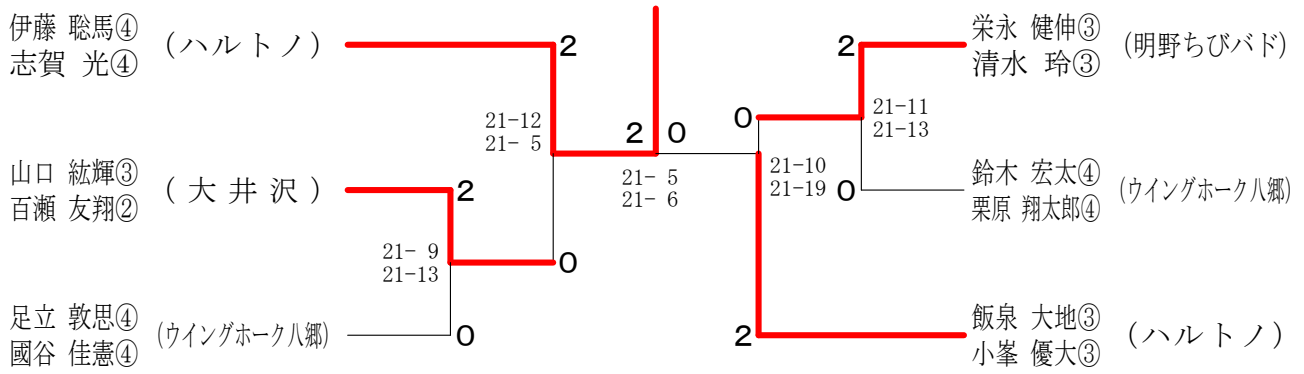 伊藤 聡馬④
志賀 光④
(ハルトノ)
2
山口 紘輝③
百瀬 友翔②
(大井沢)
2
足立 敦思④
國谷 佳憲④
(ウイングホーク八郷)
0
21- 9
21-13
0
21-12
21- 5
2 0
21- 5
21- 6
栄永 健伸③
清水 玲③
(明野ちびバド)
2
21-11
21-13
鈴木 宏太④
栗原 翔太郎④
(ウイングホーク八郷)
0
0
21-10
21-19
飯泉 大地③
小峯 優大③
(ハルトノ)
2